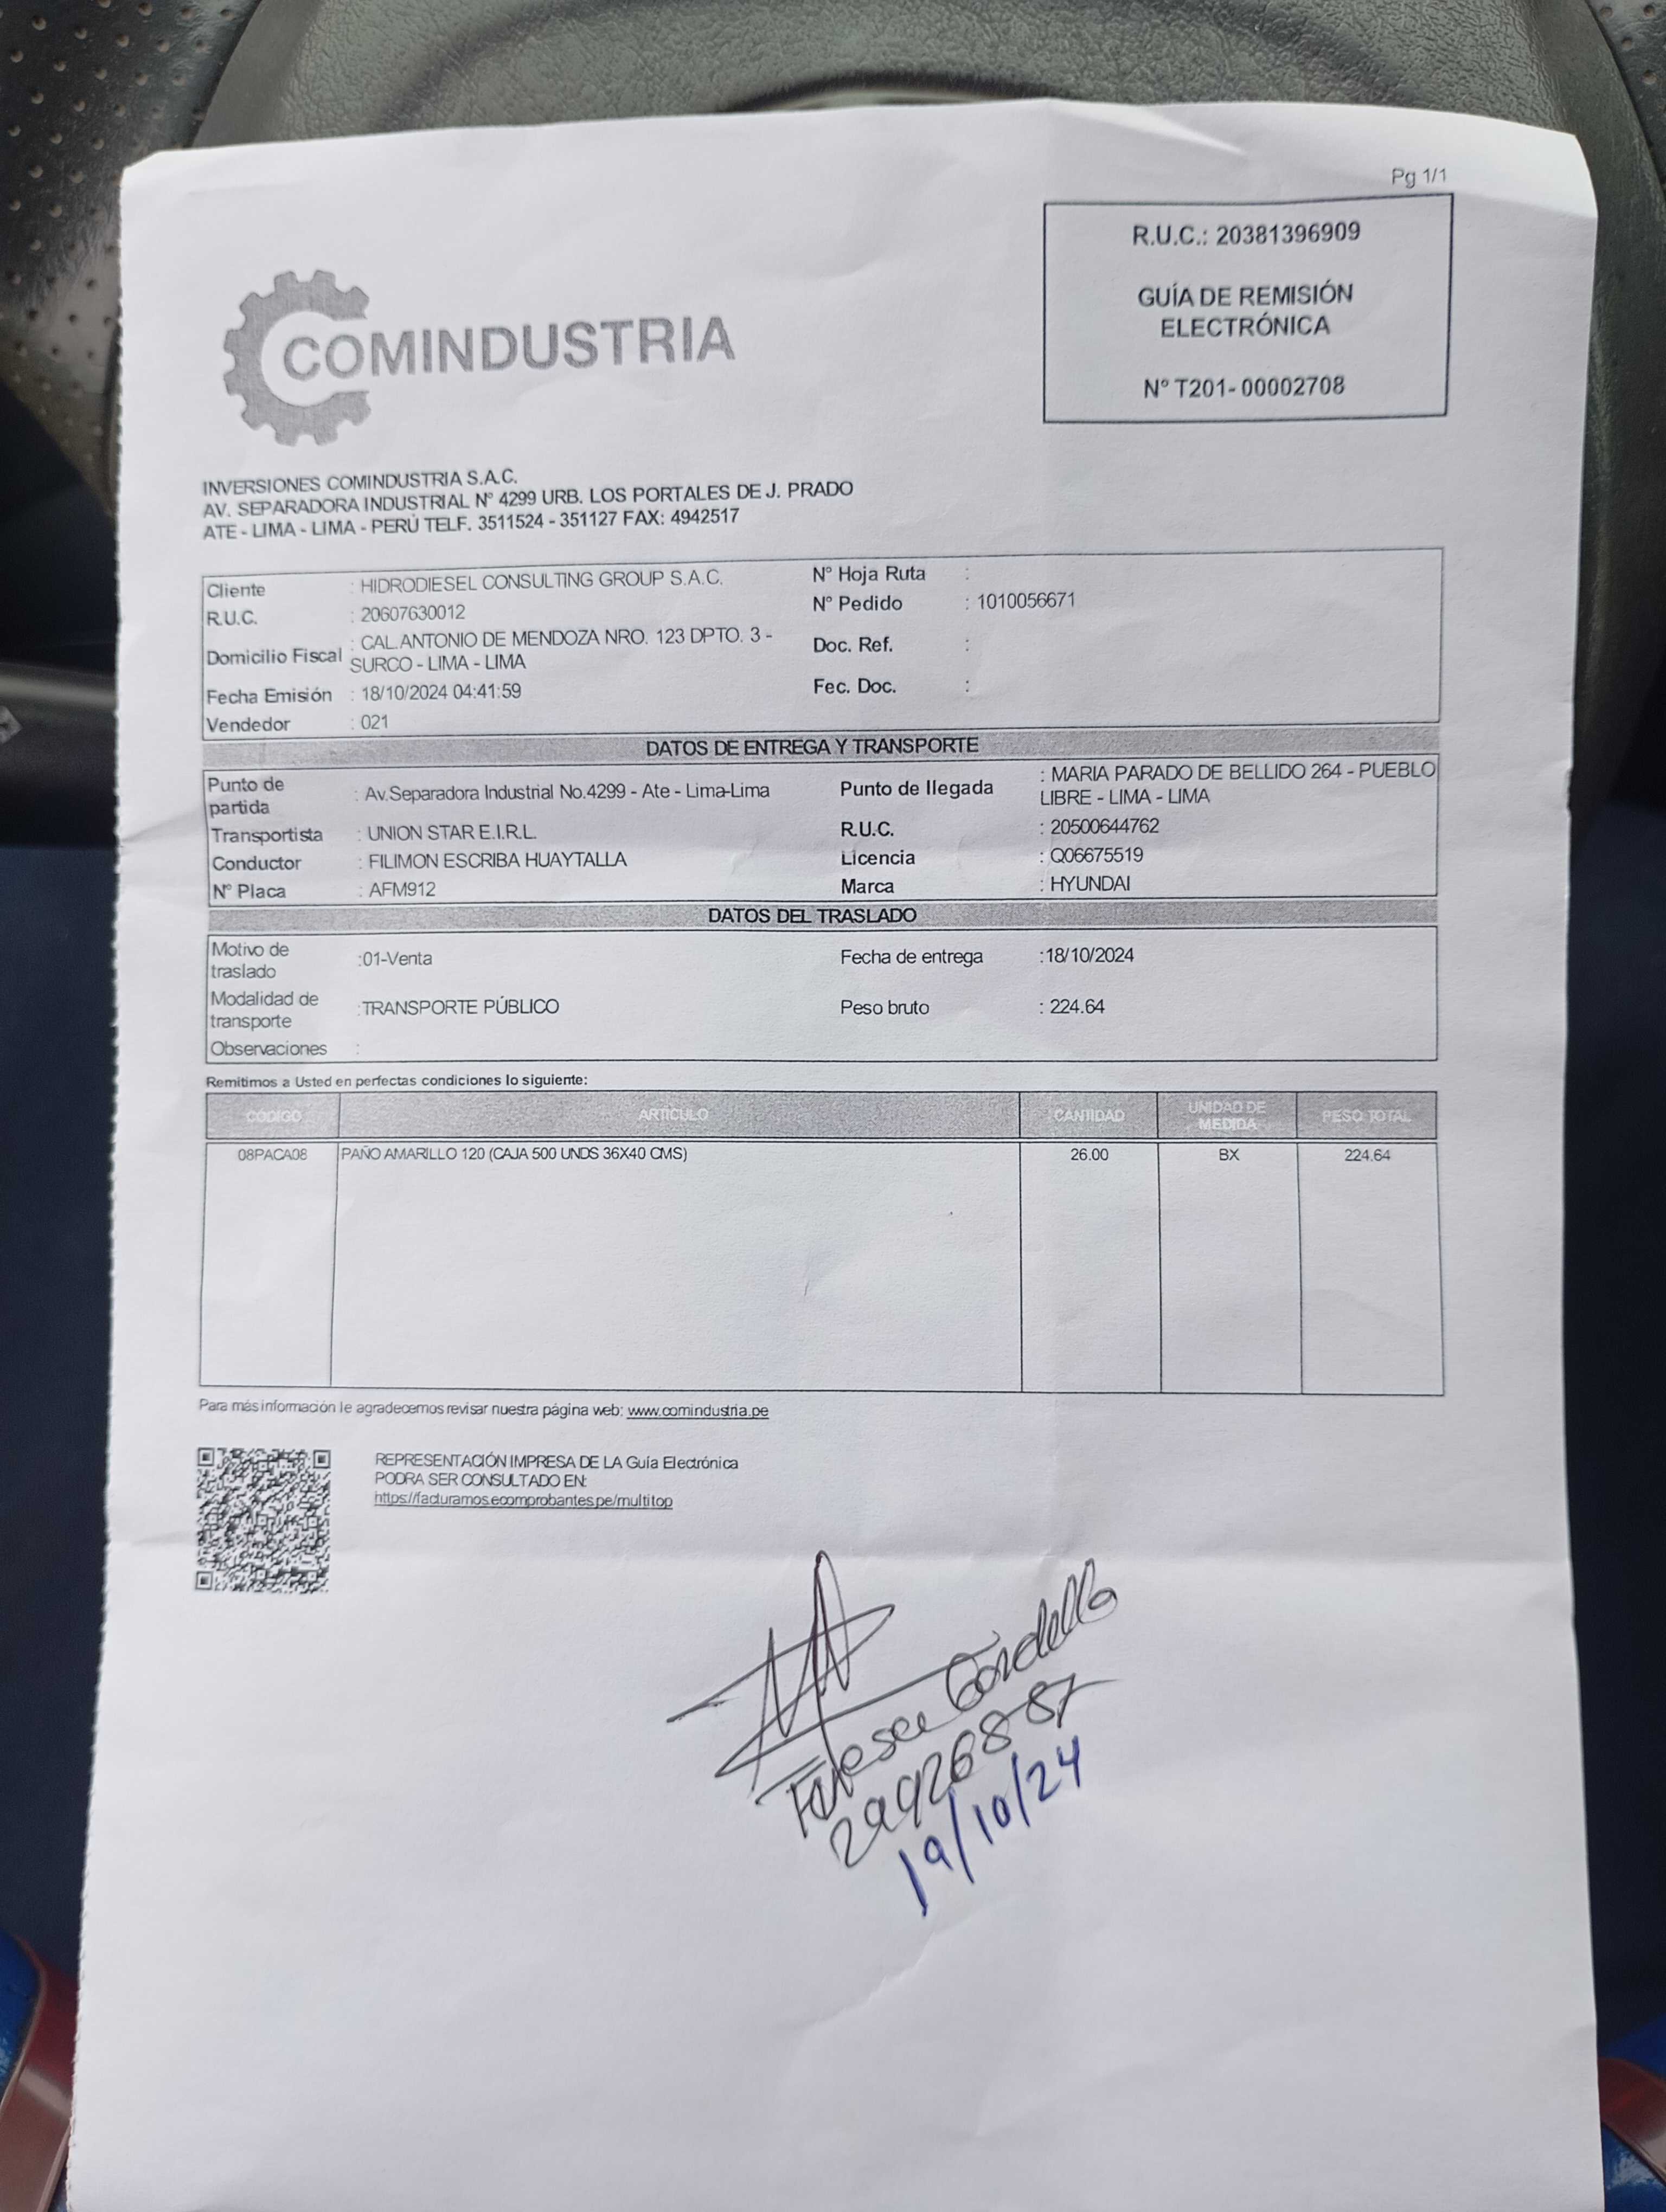 Pg 1/1
R.U.C.: 20381396909
GUÍA DE REMISIÓN
ELECTRÓNICA
Nº T201-00002708
COMINDUSTRIA
INVERSIONES COMINDUSTRIA S.A.C.
AV. SEPARADORA INDUSTRIAL Nº 4299 URB. LOS PORTALES DE J. PRADO
ATE - LIMA - LIMA - PERÚ TELF. 3511524 - 351127 FAX: 4942517
Cliente : HIDRODIESEL CONSULTING GROUP S.A.C. Nº Hoja Ruta :
R.U.C. : 20607630012 Nº Pedido : 1010056671
Domicilio Fiscal : CAL.ANTONIO DE MENDOZA NRO. 123 DPTO. 3 - Doc. Ref. :
SURCO - LIMA - LIMA
Fecha Emisión : 18/10/2024 04:41:59 Fec. Doc. :
Vendedor : 021
DATOS DE ENTREGA Y TRANSPORTE
Punto de partida : Av.Separadora Industrial No.4299 - Ate - Lima-Lima Punto de llegada : MARIA PARADO DE BELLIDO 264 - PUEBLO
LIBRE - LIMA - LIMA
Transportista : UNION STAR E.I.R.L. R.U.C. : 20500644762
Conductor : FILIMON ESCRIBA HUAYTALLA Licencia : Q06675519
Nº Placa : AFM912 Marca : HYUNDAI
DATOS DEL TRASLADO
Motivo de traslado :01-Venta Fecha de entrega :18/10/2024
Modalidad de transporte :TRANSPORTE PÚBLICO Peso bruto : 224.64
Observaciones :
Remitimos a Usted en perfectas condiciones lo siguiente:
CÓDIGO ARTÍCULO CANTIDAD UNIDAD DE MEDIDA PESO TOTAL
08PACA08 PAÑO AMARILLO 120 (CAJA 500 UNDS 36X40 CMS) 26.00 BX 224.64
Para más información le agradecemos revisar nuestra página web: www.comindustria.pe
REPRESENTACIÓN IMPRESA DE LA Guía Electrónica
PODRA SER CONSULTADO EN:
https://facturamos.ecomprobantes.pe/multitop
29926887
19/10/24